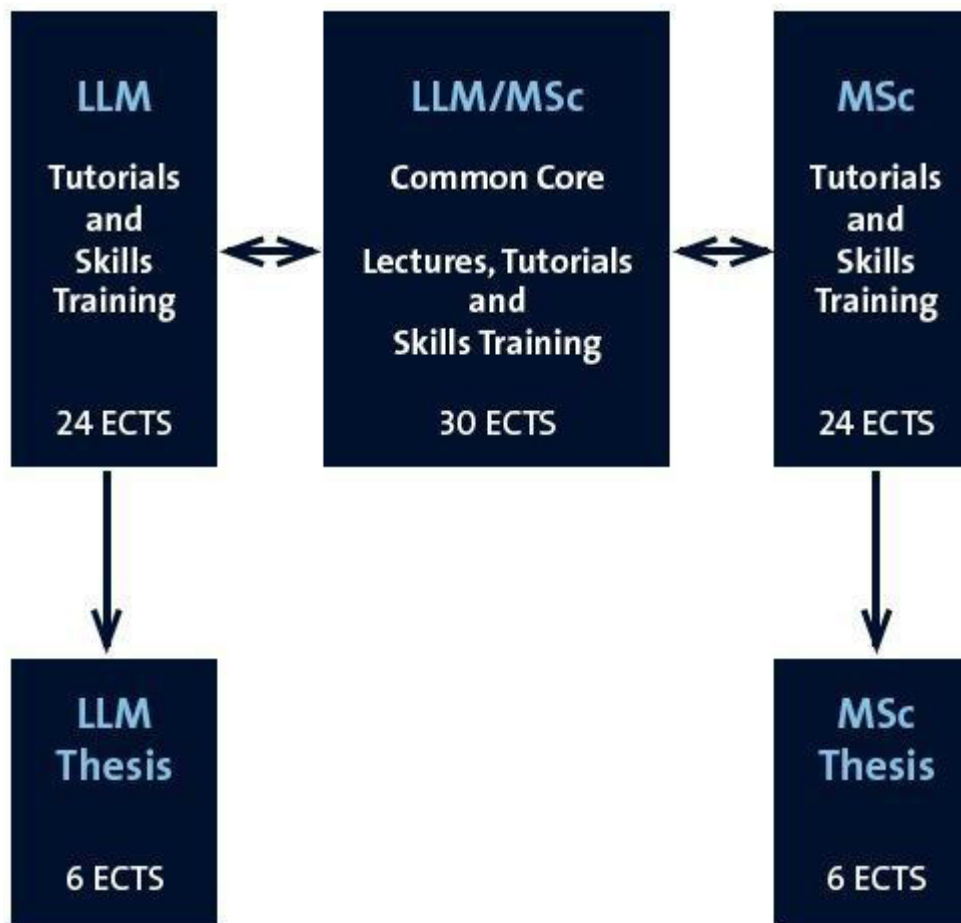 LLM
Tutorials
and
Skills
Training
24 ECTS
LLM/MSc
Common Core
Lectures, Tutorials
and
Skills Training
30 ECTS
MSc
Tutorials
and
Skills
Training
24 ECTS
LLM
Thesis
6 ECTS
MSc
Thesis
6 ECTS